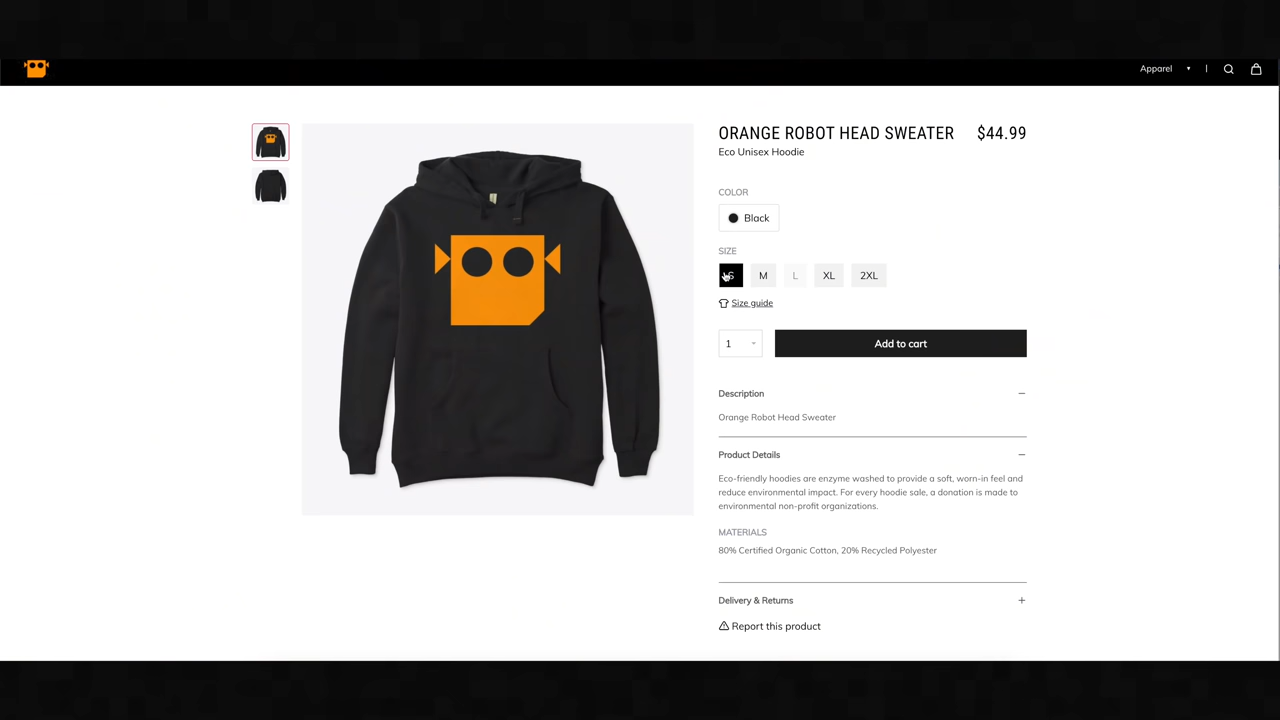 Apparel
ORANGE ROBOT HEAD SWEATER $44.99
Eco Unisex Hoodie
COLOR
Black
SIZE
S M L XL 2XL
Size guide
1 Add to cart
Description
Orange Robot Head Sweater
Product Details
Eco-friendly hoodies are enzyme washed to provide a soft, worn-in feel and
reduce environmental impact. For every hoodie sale, a donation is made to
environmental non-profit organizations.
MATERIALS
80% Certified Organic Cotton, 20% Recycled Polyester
Delivery & Returns
Report this product